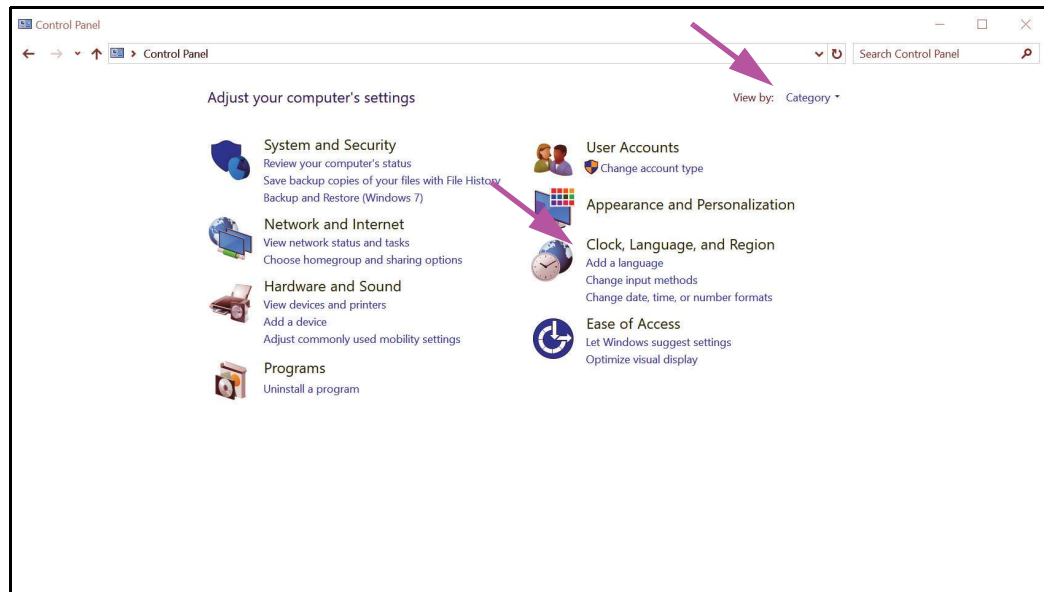 Control Panel
Control Panel
Search Control Panel
Adjust your computer's settings
View by: Category
System and Security
Review your computer's status
Save backup copies of your files with File History
Backup and Restore (Windows 7)
Network and Internet
View network status and tasks
Choose homegroup and sharing options
Hardware and Sound
View devices and printers
Add a device
Adjust commonly used mobility settings
Programs
Uninstall a program
User Accounts
Change account type
Appearance and Personalization
Clock, Language, and Region
Add a language
Change input methods
Change date, time, or number formats
Ease of Access
Let Windows suggest settings
Optimize visual display